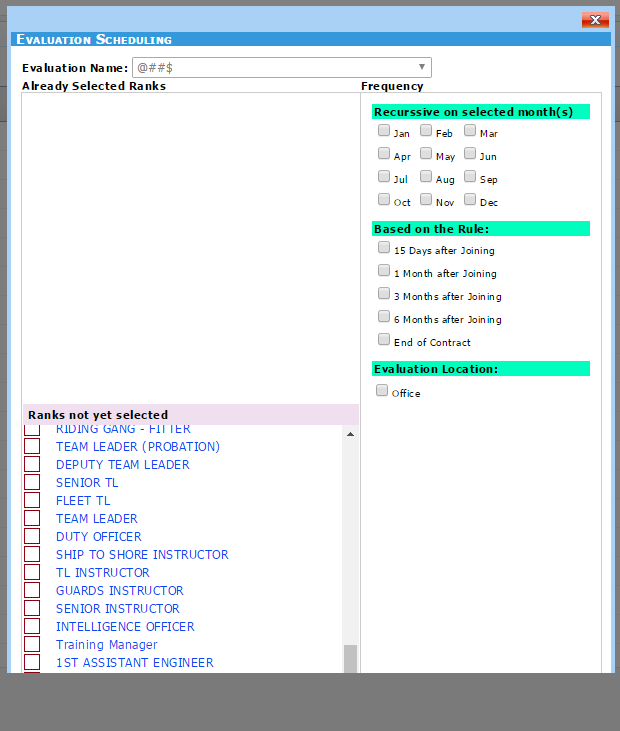 Evaluation Scheduling
Evaluation Name: @##$
Already Selected Ranks
Frequency
Recurssive on selected month(s)
Jan Feb Mar
Apr May Jun
Jul Aug Sep
Oct Nov Dec
Based on the Rule:
15 Days after Joining
1 Month after Joining
3 Months after Joining
6 Months after Joining
End of Contract
Evaluation Location:
Office
Ranks not yet selected
RIDING GANG - FITTER
TEAM LEADER (PROBATION)
DEPUTY TEAM LEADER
SENIOR TL
FLEET TL
TEAM LEADER
DUTY OFFICER
SHIP TO SHORE INSTRUCTOR
TL INSTRUCTOR
GUARDS INSTRUCTOR
SENIOR INSTRUCTOR
INTELLIGENCE OFFICER
Training Manager
1ST ASSISTANT ENGINEER